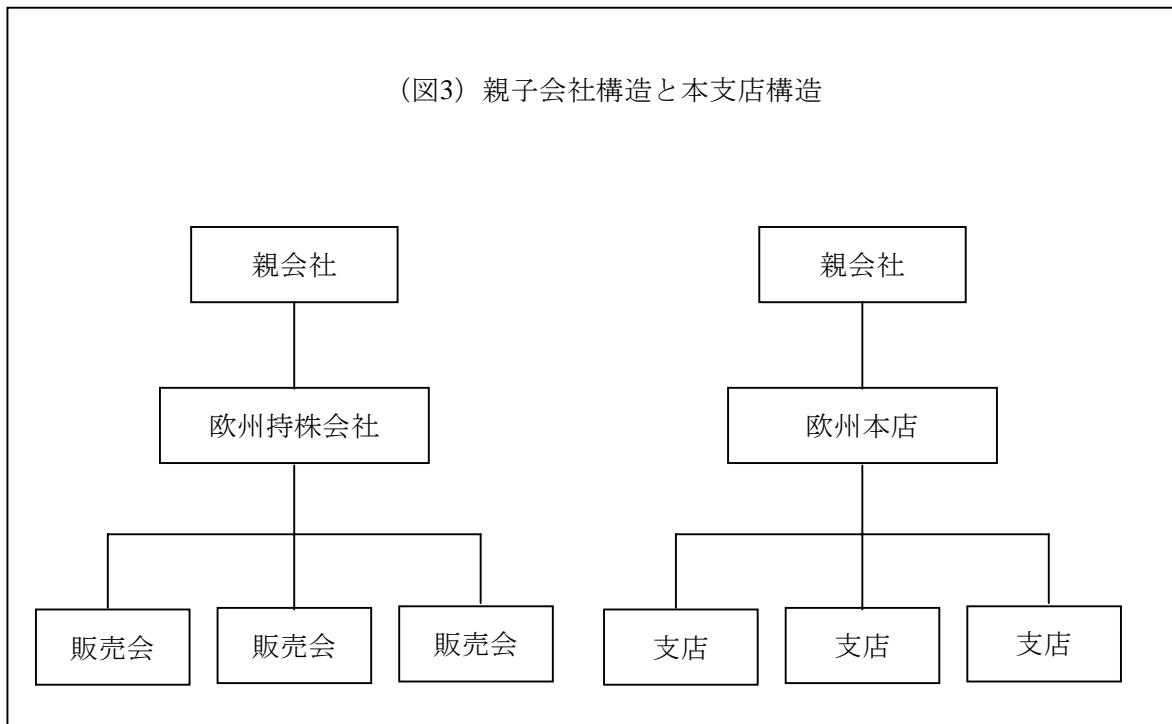 (図3)親子会社構造と本支店構造
親会社
親会社
欧州持株会社
欧州本店
販売会
販売会
販売会
支店
支店
支店